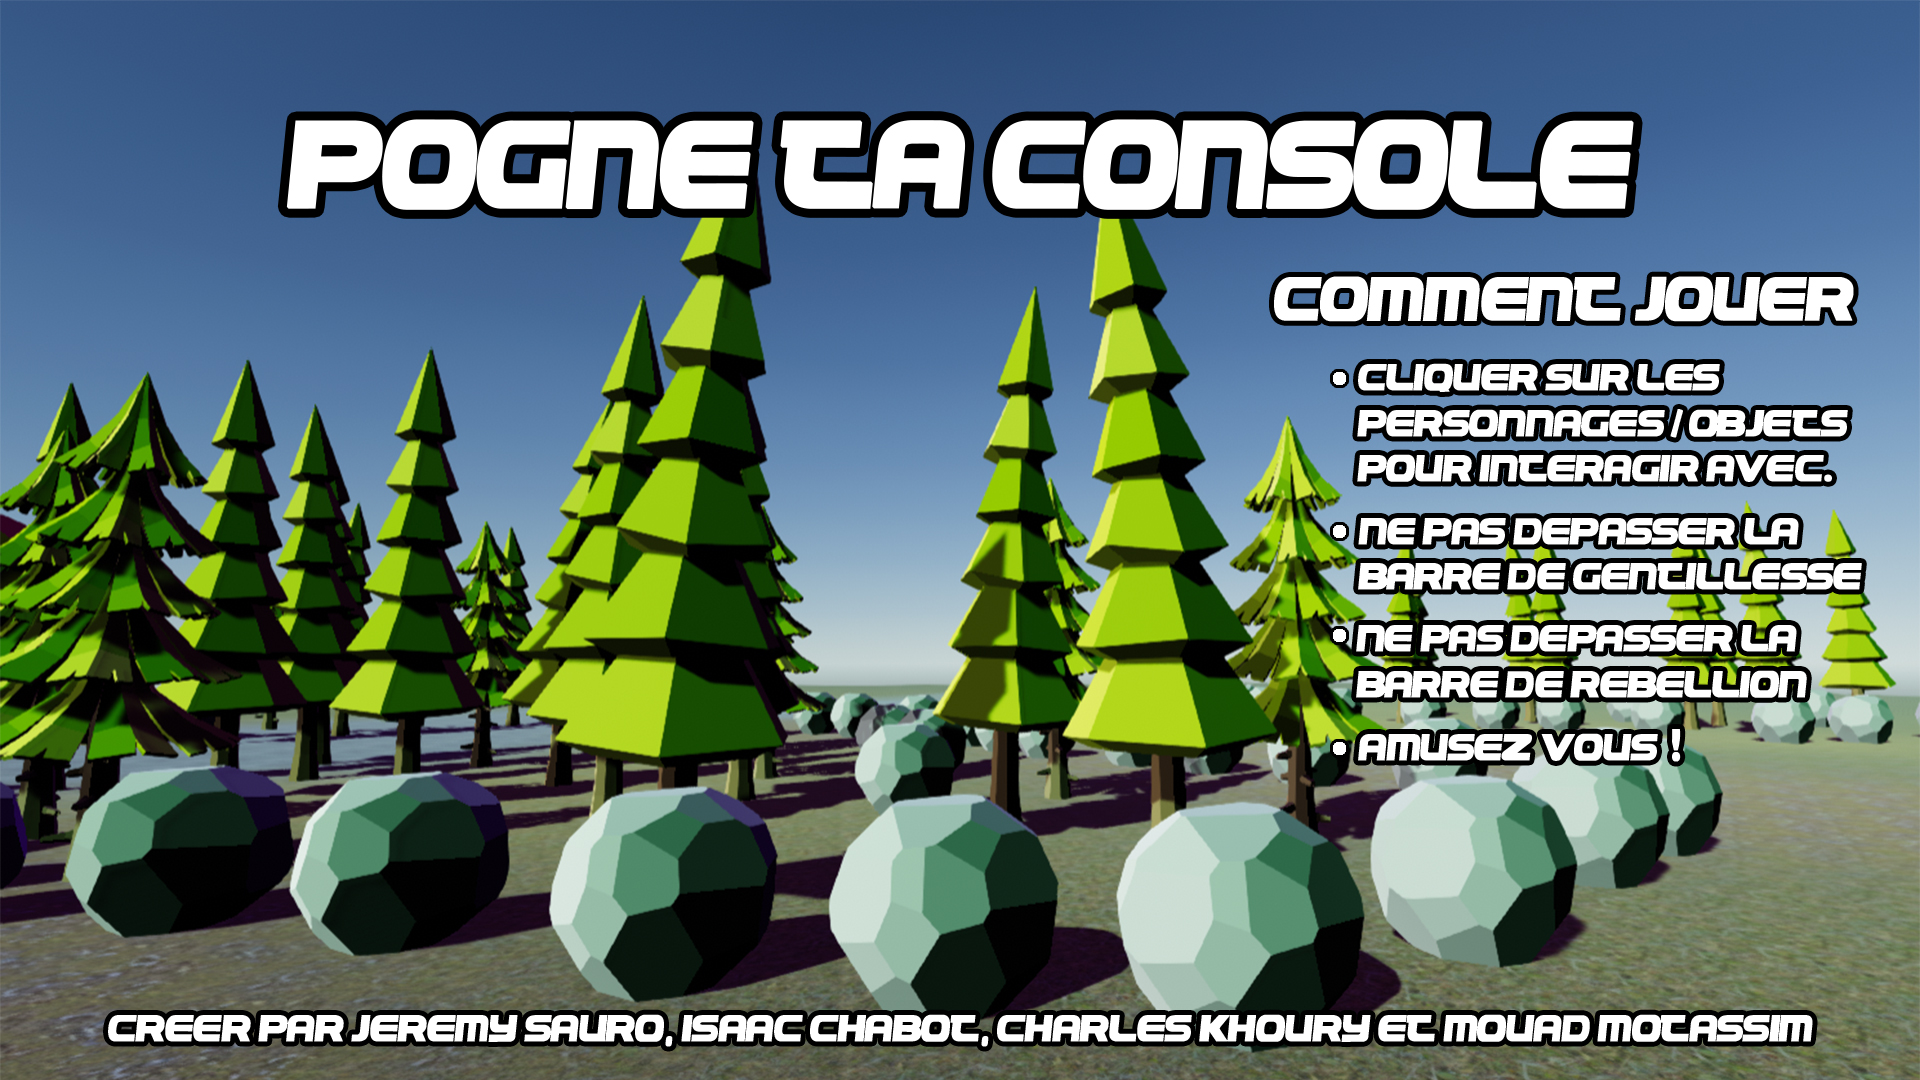 POGNE TA CONSOLE
COMMENT JOUER
• CLIQUER SUR LES
PERSONNAGES / OBJETS
POUR INTERAGIR AVEC.
• NE PAS DEPASSER LA
BARRE DE GENTILLESSE
• NE PAS DEPASSER LA
BARRE DE REBELLION
• AMUSEZ VOUS !
CREER PAR JEREMY SAURO, ISAAC CHABOT, CHARLES KHOURY ET MOUAD MOTASSIM